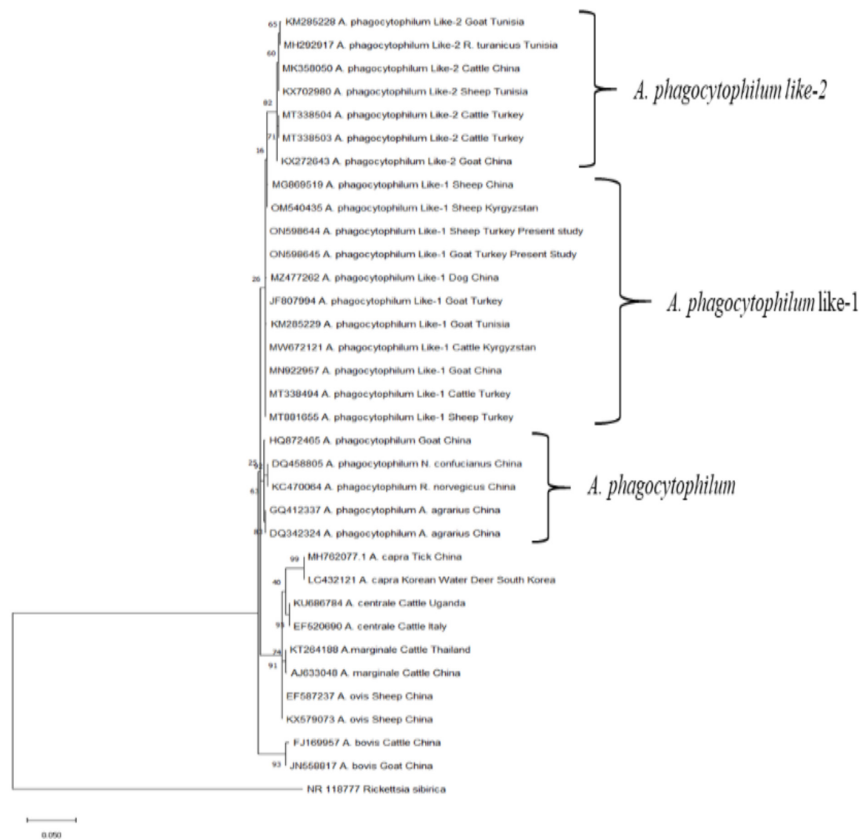 65
KM285228 A. phagocytophilum Like-2 Goat Tunisia
MH292917 A. phagocytophilum Like-2 R. turanicus Tunisia
60
MK358050 A. phagocytophilum Like-2 Cattle China
KX702980 A. phagocytophilum Like-2 Sheep Tunisia
82
MT338504 A. phagocytophilum Like-2 Cattle Turkey
71
MT338503 A. phagocytophilum Like-2 Cattle Turkey
16
KX272643 A. phagocytophilum Like-2 Goat China
A. phagocytophilum like-2
MG869519 A. phagocytophilum Like-1 Sheep China
OM540435 A. phagocytophilum Like-1 Sheep Kyrgyzstan
ON598644 A. phagocytophilum Like-1 Sheep Turkey Present study
ON598645 A. phagocytophilum Like-1 Goat Turkey Present Study
26
MZ477262 A. phagocytophilum Like-1 Dog China
JF807994 A. phagocytophilum Like-1 Goat Turkey
KM285229 A. phagocytophilum Like-1 Goat Tunisia
MW672121 A. phagocytophilum Like-1 Cattle Kyrgyzstan
MN922957 A. phagocytophilum Like-1 Goat China
MT338494 A. phagocytophilum Like-1 Cattle Turkey
MT881655 A. phagocytophilum Like-1 Sheep Turkey
A. phagocytophilum like-1
HQ872465 A. phagocytophilum Goat China
DQ458805 A. phagocytophilum N. confucianus China
63
KC470064 A. phagocytophilum R. norvegicus China
GQ412337 A. phagocytophilum A. agrarius China
DQ342324 A. phagocytophilum A. agrarius China
A. phagocytophilum
99
MH762077.1 A. capra Tick China
40
LC432121 A. capra Korean Water Deer South Korea
KU686784 A. centrale Cattle Uganda
EF520690 A. centrale Cattle Italy
KT264188 A.marginale Cattle Thailand
91
AJ633048 A. marginale Cattle China
EF587237 A. ovis Sheep China
KX579073 A. ovis Sheep China
FJ169957 A. bovis Cattle China
93
JN558817 A. bovis Goat China
NR 118777 Rickettsia sibirica
0.050